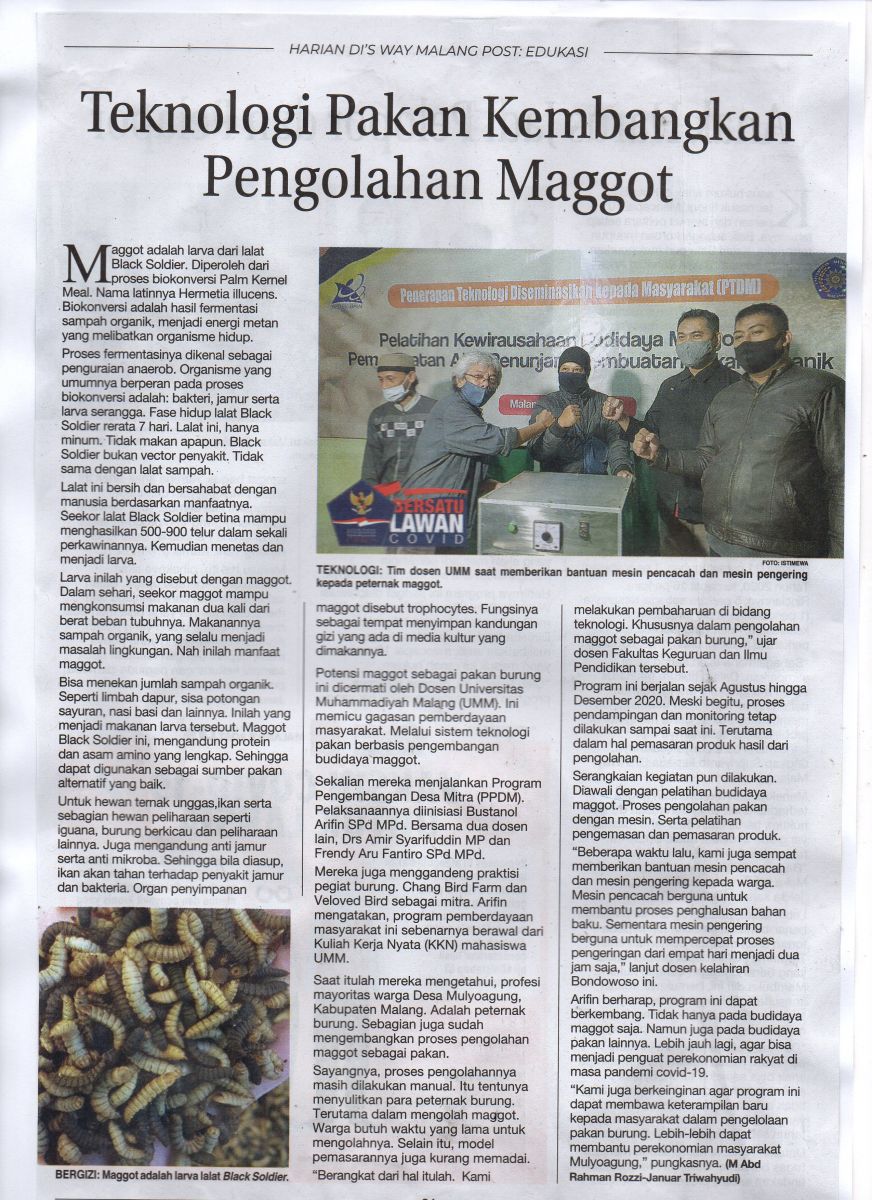 HARIAN DI'S WAY MALANG POST: EDUKASI
Teknologi Pakan Kembangkan
Pengolahan Maggot
Maggot adalah larva dari lalat
Black Soldier. Diperoleh dari
proses biokonversi Palm Kernel
Meal. Nama latinnya Hermetia illucens.
Biokonversi adalah hasil fermentasi
sampah organik, menjadi energi metan
yang melibatkan organisme hidup.
Proses fermentasinya dikenal sebagai
penguraian anaerob. Organisme yang
umumnya berperan pada proses
biokonversi adalah: bakteri, jamur serta
larva serangga. Fase hidup lalat Black
Soldier rerata 7 hari. Lalat ini, hanya
minum. Tidak makan apapun. Black
Soldier bukan vector penyakit. Tidak
sama dengan lalat sampah.
Lalat ini bersih dan bersahabat dengan
manusia berdasarkan manfaatnya.
Seekor lalat Black Soldier betina mampu
menghasilkan 500-900 telur dalam sekali
perkawinannya. Kemudian menetas dan
menjadi larva.
Larva inilah yang disebut dengan maggot.
Dalam sehari, seekor maggot mampu
mengkonsumsi makanan dua kali dari
berat beban tubuhnya. Makanannya
sampah organik, yang selalu menjadi
masalah lingkungan. Nah inilah manfaat
maggot.
Bisa menekan jumlah sampah organik.
Seperti limbah dapur, sisa potongan
sayuran, nasi basi dan lainnya. Inilah yang
menjadi makanan larva tersebut. Maggot
Black Soldier ini, mengandung protein
dan asam amino yang lengkap. Sehingga
dapat digunakan sebagai sumber pakan
alternatif yang baik.
Untuk hewan ternak unggas,ikan serta
sebagian hewan peliharaan seperti
iguana, burung berkicau dan peliharaan
lainnya. Juga mengandung anti jamur
serta anti mikroba. Sehingga bila diasup,
ikan akan tahan terhadap penyakit jamur
dan bakteria. Organ penyimpanan
BERGIZI: Maggot adalah larva lalat Black Soldier.
Penerapan Teknologi Diseminasikan kepada Masyarakat (PTDM)
Pelatihan Kewirausahaan
BERSATU
LAWAN
COVID
FOTO: ISTIMEWA
TEKNOLOGI: Tim dosen UMM saat memberikan bantuan mesin pencacah dan mesin pengering
kepada peternak maggot.
maggot disebut trophocytes. Fungsinya
sebagai tempat menyimpan kandungan
gizi yang ada di media kultur yang
dimakannya.
Potensi maggot sebagai pakan burung
ini dicermati oleh Dosen Universitas
Muhammadiyah Malang (UMM). Ini
memicu gagasan pemberdayaan
masyarakat. Melalui sistem teknologi
pakan berbasis pengembangan
budidaya maggot.
Sekalian mereka menjalankan Program
Pengembangan Desa Mitra (PPDM).
Pelaksanaannya diinisiasi Bustanol
Arifin SPd MPd. Bersama dua dosen
lain, Drs Amir Syarifuddin MP dan
Frendy Aru Fantiro SPd MPd.
Mereka juga menggandeng praktisi
pegiat burung. Chang Bird Farm dan
Veloved Bird sebagai mitra. Arifin
mengatakan, program pemberdayaan
masyarakat ini sebenarnya berawal dari
Kuliah Kerja Nyata (KKN) mahasiswa
UMM.
Saat itulah mereka mengetahui, profesi
mayoritas warga Desa Mulyoagung,
Kabupaten Malang. Adalah peternak
burung. Sebagian juga sudah
mengembangkan proses pengolahan
maggot sebagai pakan.
Sayangnya, proses pengolahannya
masih dilakukan manual. Itu tentunya
menyulitkan para peternak burung.
Terutama dalam mengolah maggot.
Warga butuh waktu yang lama untuk
mengolahnya. Selain itu, model
pemasarannya juga kurang memadai.
“Berangkat dari hal itulah. Kami
melakukan pembaharuan di bidang
teknologi. Khususnya dalam pengolahan
maggot sebagai pakan burung,” ujar
dosen Fakultas Keguruan dan Ilmu
Pendidikan tersebut.
Program ini berjalan sejak Agustus hingga
Desember 2020. Meski begitu, proses
pendampingan dan monitoring tetap
dilakukan sampai saat ini. Terutama
dalam hal pemasaran produk hasil dari
pengolahan.
Serangkaian kegiatan pun dilakukan.
Diawali dengan pelatihan budidaya
maggot. Proses pengolahan pakan
dengan mesin. Serta pelatihan
pengemasan dan pemasaran produk.
“Beberapa waktu lalu, kami juga sempat
memberikan bantuan mesin pencacah
dan mesin pengering kepada warga.
Mesin pencacah berguna untuk
membantu proses penghalusan bahan
baku. Sementara mesin pengering
berguna untuk mempercepat proses
pengeringan dari empat hari menjadi dua
jam saja,” lanjut dosen kelahiran
Bondowoso ini.
Arifin berharap, program ini dapat
berkembang. Tidak hanya pada budidaya
maggot saja. Namun juga pada budidaya
pakan lainnya. Lebih jauh lagi, agar bisa
menjadi penguat perekonomian rakyat di
masa pandemi covid-19.
“Kami juga berkeinginan agar program ini
dapat membawa keterampilan baru
kepada masyarakat dalam pengelolaan
pakan burung. Lebih-lebih dapat
membantu perekonomian masyarakat
Mulyoagung,” pungkasnya. (M Abd
Rahman Rozzi-Januar Triwahyudi)